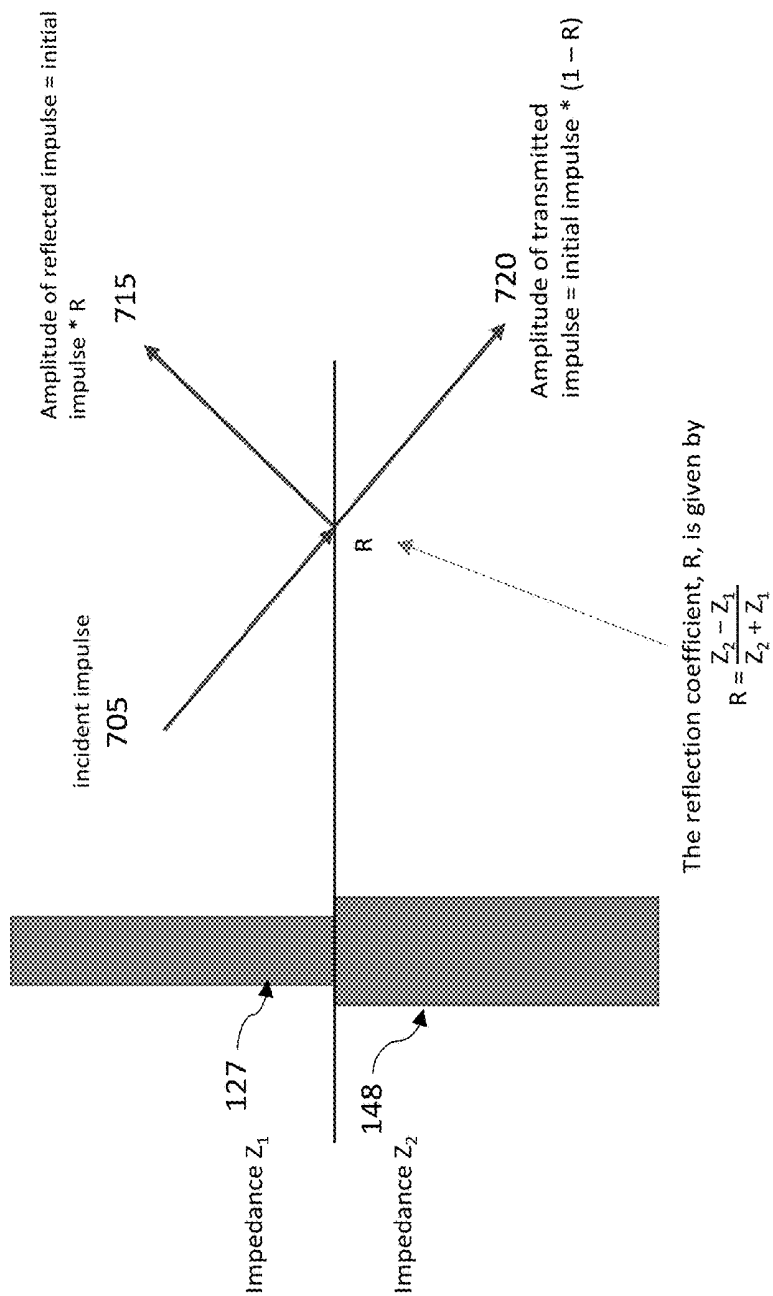 Amplitude of reflected impulse = initial
impulse * R
715
incident impulse
705
R
720
Amplitude of transmitted
impulse = initial impulse * (1 – R)
127
Impedance Z₁
148
Impedance Z₂
The reflection coefficient, R, is given by
R = Z₂ – Z₁
Z₂ + Z₁